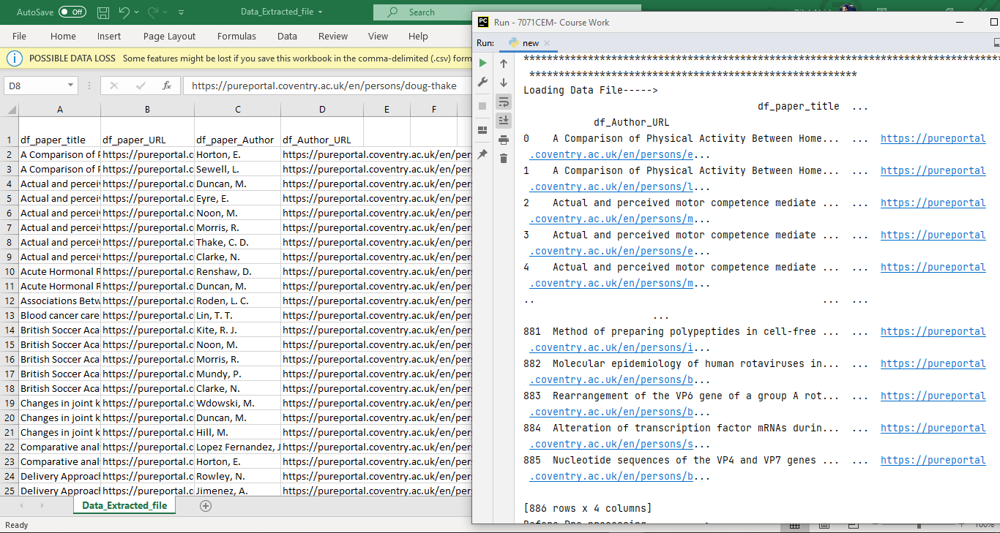 AutoSave Off Data_Extracted_file Search
File Home Insert Page Layout Formulas Data Review View Help
POSSIBLE DATA LOSS Some features might be lost if you save this workbook in the comma-delimited (.csv) form
D8 fx https://pureportal.coventry.ac.uk/en/persons/doug-thake
A B C D E F
1 df_paper_title df_paper_URL df_paper_Author df_Author_URL
2 A Comparison of P https://pureportal.c Horton, E. https://pureportal.coventry.ac.uk/en/pers
3 A Comparison of P https://pureportal.c Sewell, L. https://pureportal.coventry.ac.uk/en/pers
4 Actual and percei https://pureportal.c Duncan, M. https://pureportal.coventry.ac.uk/en/pers
5 Actual and percei https://pureportal.c Eyre, E. https://pureportal.coventry.ac.uk/en/pers
6 Actual and percei https://pureportal.c Noon, M. https://pureportal.coventry.ac.uk/en/pers
7 Actual and percei https://pureportal.c Morris, R. https://pureportal.coventry.ac.uk/en/pers
8 Actual and percei https://pureportal.c Thake, C. D. https://pureportal.coventry.ac.uk/en/pers
9 Actual and percei https://pureportal.c Clarke, N. https://pureportal.coventry.ac.uk/en/pers
10 Acute Hormonal R https://pureportal.c Renshaw, D. https://pureportal.coventry.ac.uk/en/pers
11 Acute Hormonal R https://pureportal.c Duncan, M. https://pureportal.coventry.ac.uk/en/pers
12 Associations Betw https://pureportal.c Roden, L. C. https://pureportal.coventry.ac.uk/en/pers
13 Blood cancer care https://pureportal.c Lin, T. T. https://pureportal.coventry.ac.uk/en/pers
14 British Soccer Aca https://pureportal.c Kite, R. J. https://pureportal.coventry.ac.uk/en/pers
15 British Soccer Aca https://pureportal.c Noon, M. https://pureportal.coventry.ac.uk/en/pers
16 British Soccer Aca https://pureportal.c Morris, R. https://pureportal.coventry.ac.uk/en/pers
17 British Soccer Aca https://pureportal.c Mundy, P. https://pureportal.coventry.ac.uk/en/pers
18 British Soccer Aca https://pureportal.c Clarke, N. https://pureportal.coventry.ac.uk/en/pers
19 Changes in joint k https://pureportal.c Wdowski, M. https://pureportal.coventry.ac.uk/en/pers
20 Changes in joint k https://pureportal.c Duncan, M. https://pureportal.coventry.ac.uk/en/pers
21 Changes in joint k https://pureportal.c Hill, M. https://pureportal.coventry.ac.uk/en/pers
22 Comparative anal https://pureportal.c Lopez Fernandez, J https://pureportal.coventry.ac.uk/en/pers
23 Comparative anal https://pureportal.c Horton, E. https://pureportal.coventry.ac.uk/en/pers
24 Delivery Approach https://pureportal.c Rowley, N. https://pureportal.coventry.ac.uk/en/pers
25 Delivery Approach https://pureportal.c Jimenez, A. https://pureportal.coventry.ac.uk/en/pers
Data_Extracted_file
Ready
100%
PC Run - 7071CEM- Course Work
Run: new
*********************************************************************************
********************************************************
Loading Data File----->
df_paper_title ...
df_Author_URL
0 A Comparison of Physical Activity Between Home... ... https://pureportal
.coventry.ac.uk/en/persons/e...
1 A Comparison of Physical Activity Between Home... ... https://pureportal
.coventry.ac.uk/en/persons/l...
2 Actual and perceived motor competence mediate ... ... https://pureportal
.coventry.ac.uk/en/persons/m...
3 Actual and perceived motor competence mediate ... ... https://pureportal
.coventry.ac.uk/en/persons/e...
4 Actual and perceived motor competence mediate ... ... https://pureportal
.coventry.ac.uk/en/persons/m...
.. ... ...
...
881 Method of preparing polypeptides in cell-free ... ... https://pureportal
.coventry.ac.uk/en/persons/i...
882 Molecular epidemiology of human rotaviruses in... ... https://pureportal
.coventry.ac.uk/en/persons/b...
883 Rearrangement of the VP6 gene of a group A rot... ... https://pureportal
.coventry.ac.uk/en/persons/b...
884 Alteration of transcription factor mRNAs durin... ... https://pureportal
.coventry.ac.uk/en/persons/s...
885 Nucleotide sequences of the VP4 and VP7 genes ... ... https://pureportal
.coventry.ac.uk/en/persons/b...
[886 rows x 4 columns]